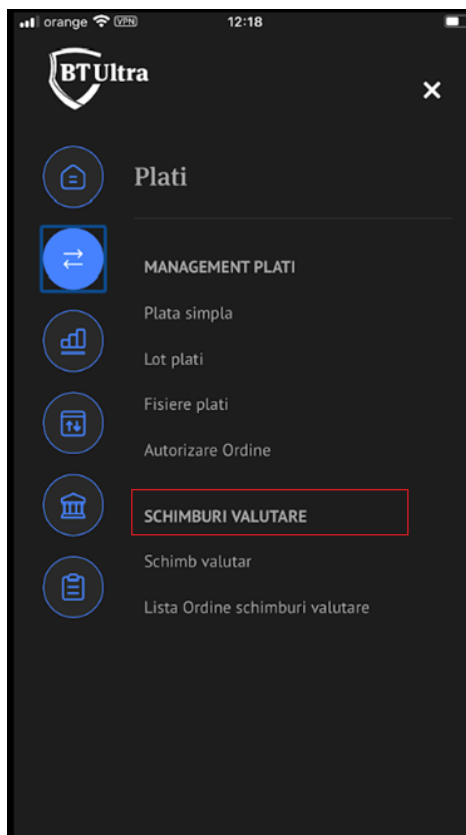 orange VPN 12:18
BT Ultra
Plati
MANAGEMENT PLATI
Plata simpla
Lot plati
Fisiere plati
Autorizare Ordine
SCHIMBURI VALUTARE
Schimb valutar
Lista Ordine schimburi valutare